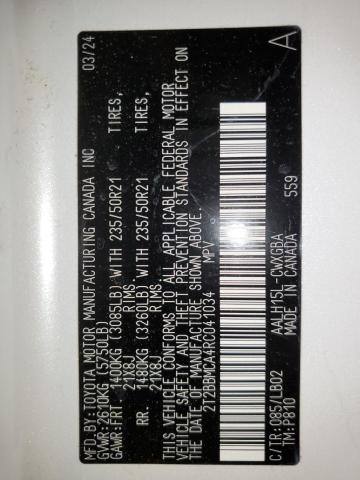 MFD.BY:TOYOTA MOTOR MANUFACTURING CANADA INC 03/24
GVWR:2610KG (5750LB)
GAWR:FRT 1400KG (3085LB) WITH 235/50R21 TIRES,
21X8J RIMS
RR. 1480KG (3260LB) WITH 235/50R21 TIRES,
21X8J RIMS
THIS VEHICLE CONFORMS TO ALL APPLICABLE FEDERAL MOTOR
VEHICLE SAFETY AND THEFT PREVENTION STANDARDS IN EFFECT ON
THE DATE OF MANUFACTURE SHOWN ABOVE.
2T2BBMCA4RC041034 MPV
C/TR:085/LB02 AALH15L-CWXGBA
TM:P810 MADE IN CANADA 559
A